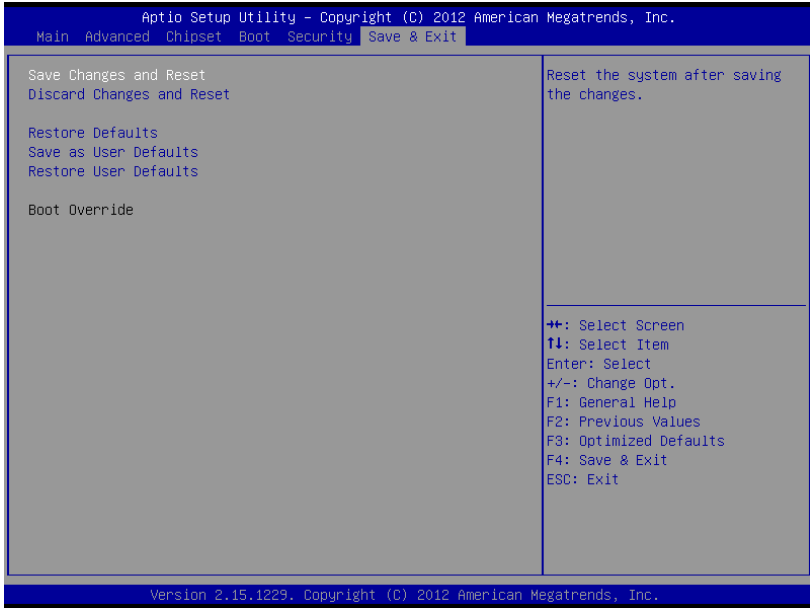 Aptio Setup Utility – Copyright (C) 2012 American Megatrends, Inc.
Main Advanced Chipset Boot Security Save & Exit
Save Changes and Reset
Discard Changes and Reset
Restore Defaults
Save as User Defaults
Restore User Defaults
Boot Override
Reset the system after saving
the changes.
→←: Select Screen
↑↓: Select Item
Enter: Select
+/-: Change Opt.
F1: General Help
F2: Previous Values
F3: Optimized Defaults
F4: Save & Exit
ESC: Exit
Version 2.15.1229. Copyright (C) 2012 American Megatrends, Inc.